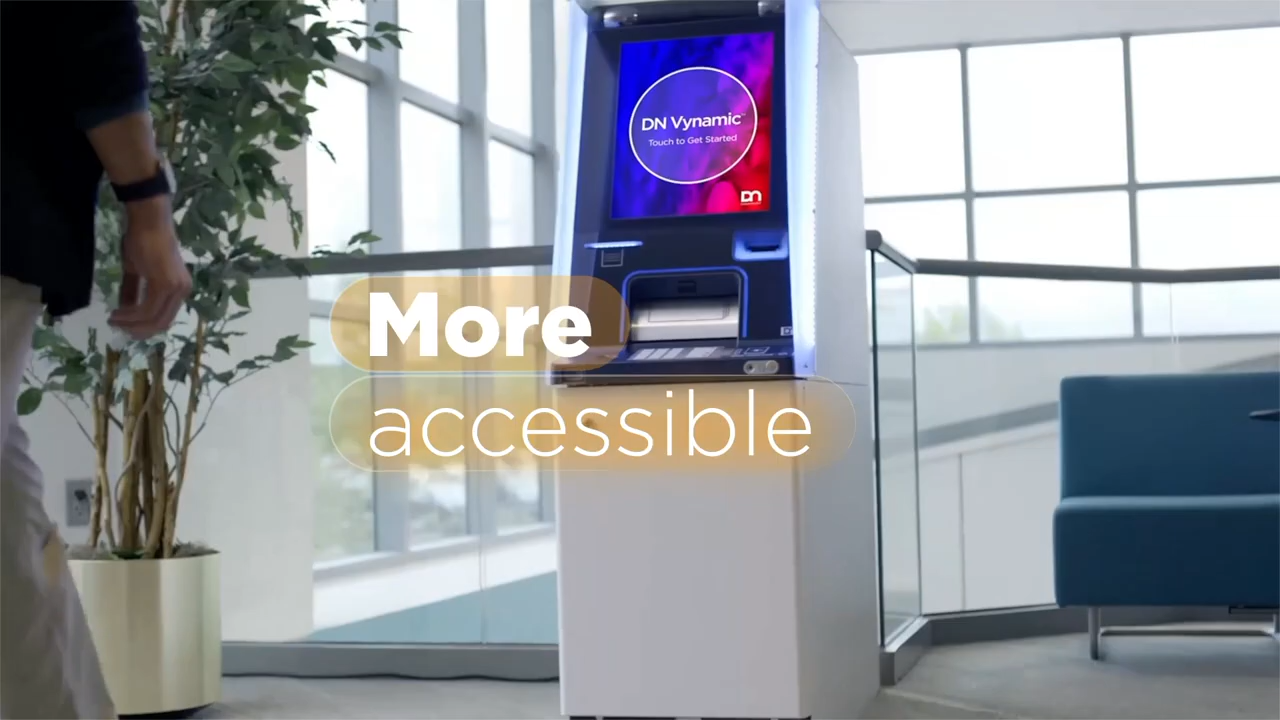 DN Vynamic™
Touch to Get Started
DN
More
accessible